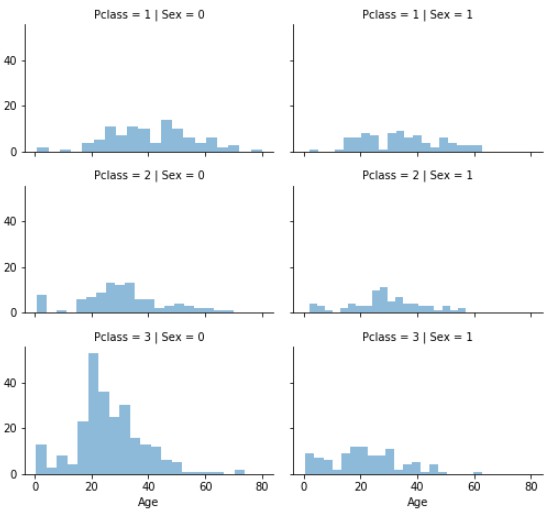 Pclass = 1 | Sex = 0
Pclass = 1 | Sex = 1
40
20
0
Pclass = 2 | Sex = 0
Pclass = 2 | Sex = 1
40
20
0
Pclass = 3 | Sex = 0
Pclass = 3 | Sex = 1
40
20
0
0 20 40 60 80
0 20 40 60 80
Age
Age